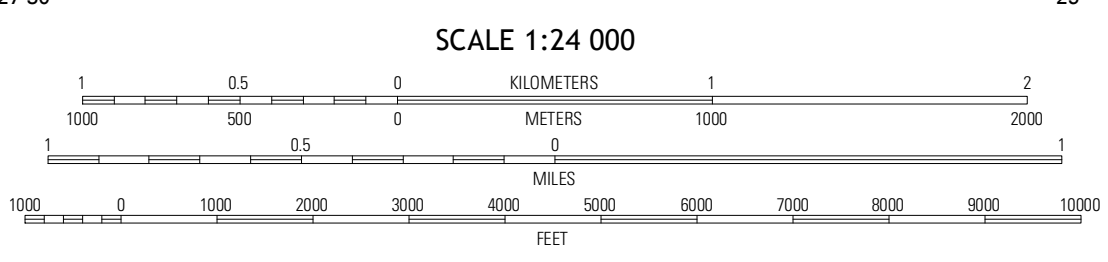 SCALE 1:24 000
1 0.5 0 KILOMETERS 1 2
1000 500 0 METERS 1000 2000
1 0.5 0 1
MILES
1000 0 1000 2000 3000 4000 5000 6000 7000 8000 9000 10000
FEET